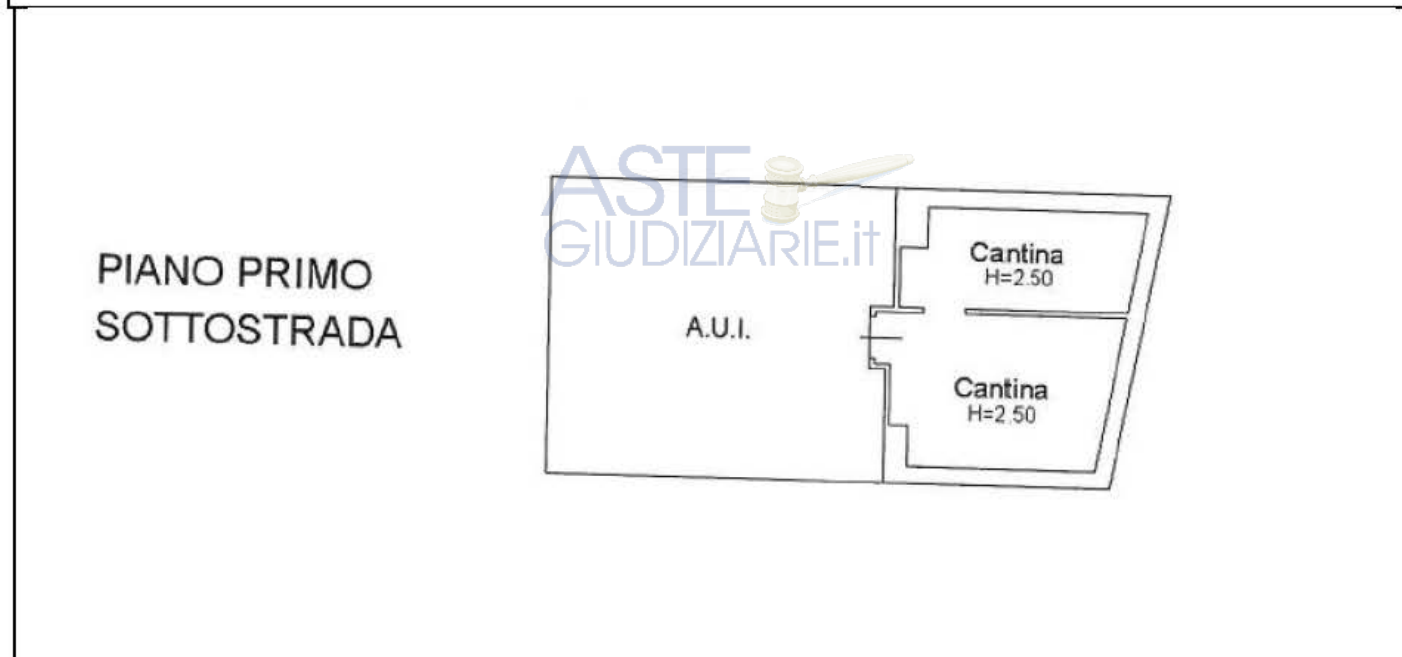 ASTE
GIUDIZIARIE.it
PIANO PRIMO
SOTTOSTRADA
A.U.I.
Cantina
H=2.50
Cantina
H=2.50